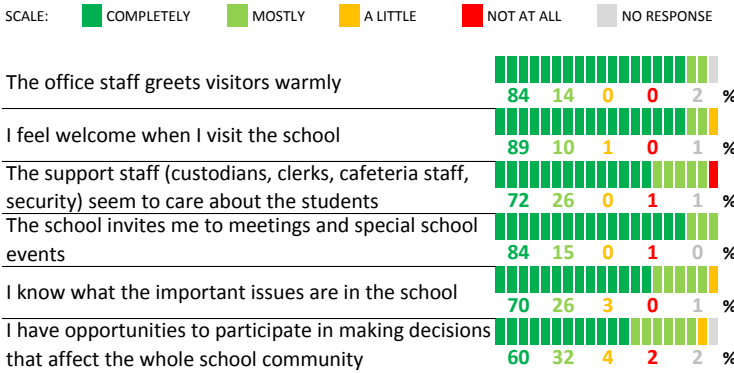 SCALE: COMPLETELY MOSTLY A LITTLE NOT AT ALL NO RESPONSE
The office staff greets visitors warmly
84 14 0 0 2 %
I feel welcome when I visit the school
89 10 1 0 1 %
The support staff (custodians, clerks, cafeteria staff,
security) seem to care about the students
72 26 0 1 1 %
The school invites me to meetings and special school
events
84 15 0 1 0 %
I know what the important issues are in the school
70 26 3 0 1 %
I have opportunities to participate in making decisions
that affect the whole school community
60 32 4 2 2 %